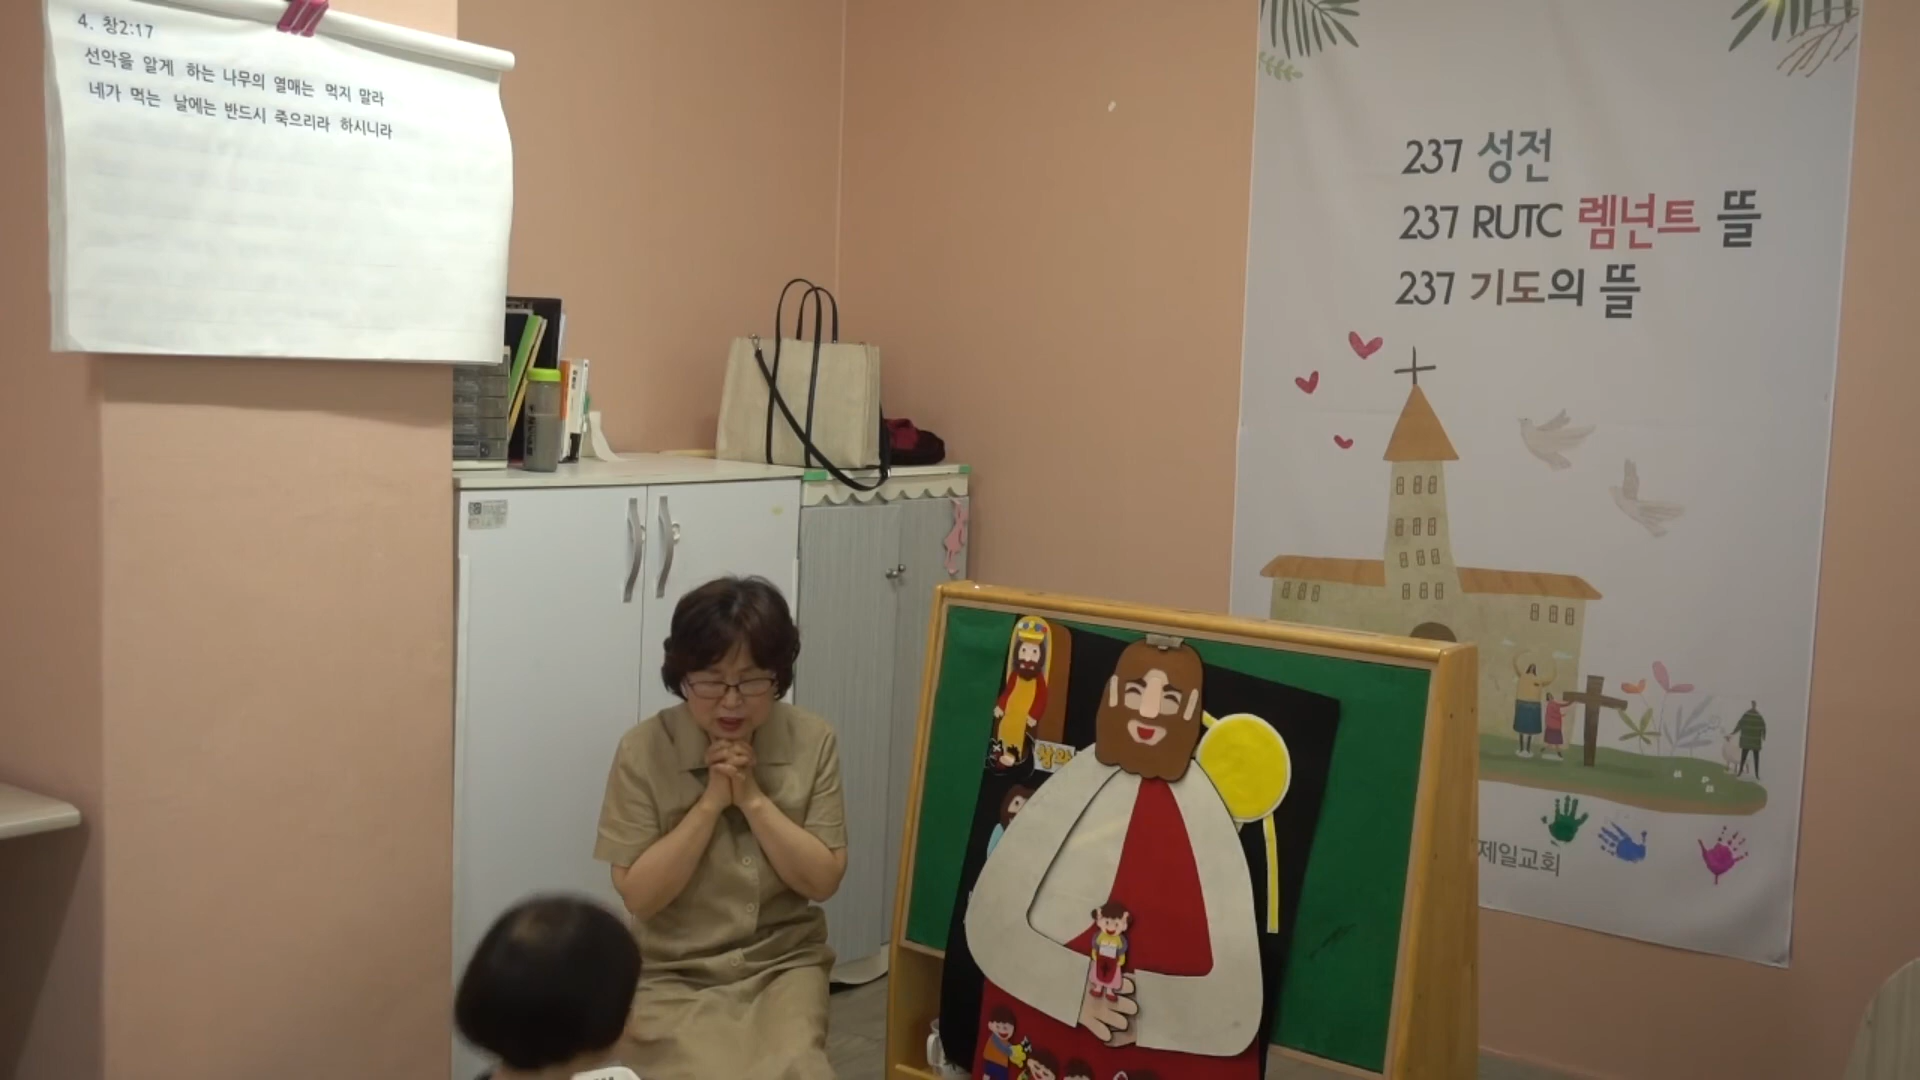 4. 창2:17
선악을 알게 하는 나무의 열매는 먹지 말라
네가 먹는 날에는 반드시 죽으리라 하시니라
237 성전
237 RUTC 렘넌트 뜰
237 기도의 뜰
제일교회